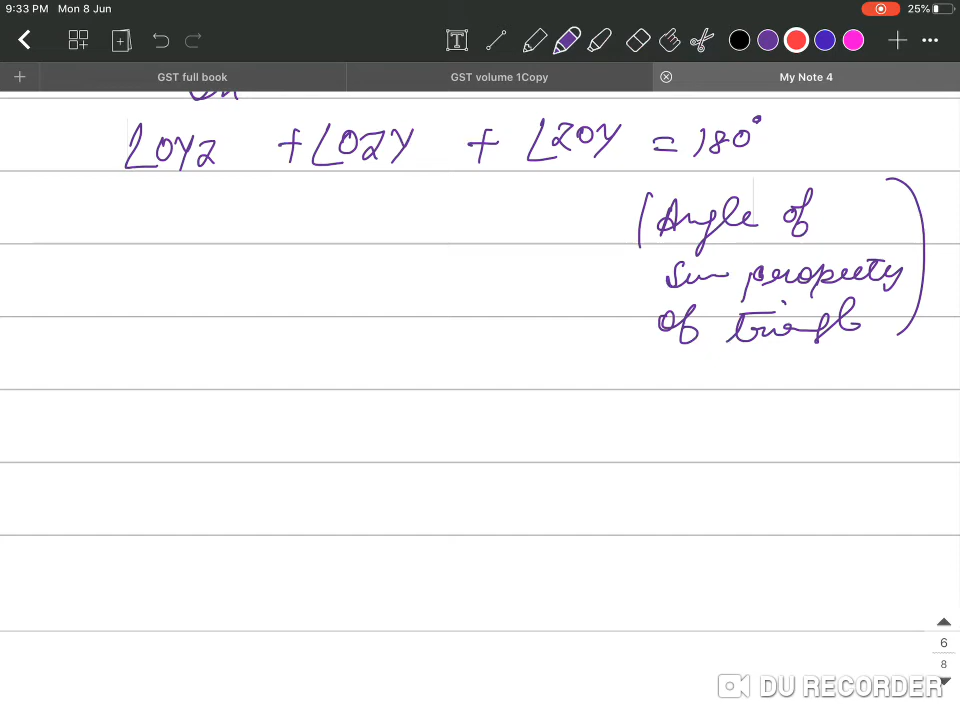 9:33 PM Mon 8 Jun 25%
GST full book GST volume 1Copy My Note 4
∠OYZ + ∠OZY + ∠ZOY = 180°
(Angle of
sum property
of triangle)
6
8
DU RECORDER